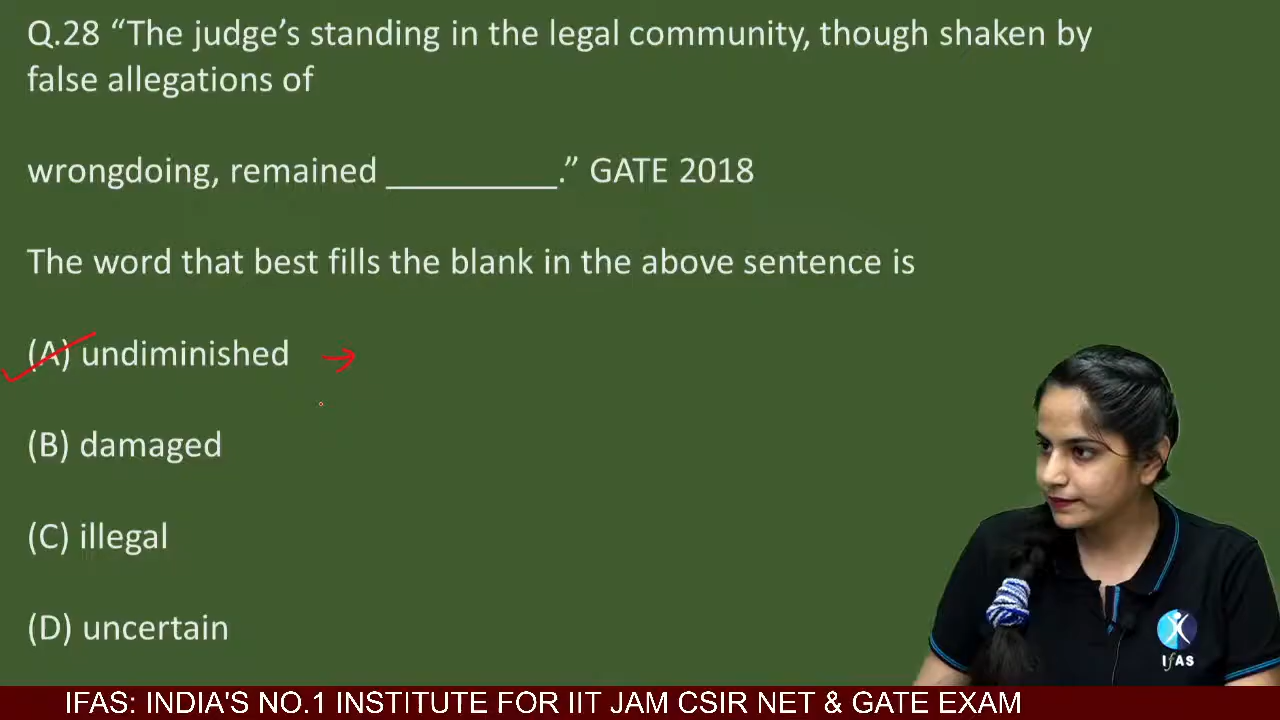 Q.28 “The judge’s standing in the legal community, though shaken by
false allegations of
wrongdoing, remained _________.” GATE 2018
The word that best fills the blank in the above sentence is
(A) undiminished
(B) damaged
(C) illegal
(D) uncertain
IFAS
IFAS: INDIA'S NO.1 INSTITUTE FOR IIT JAM CSIR NET & GATE EXAM